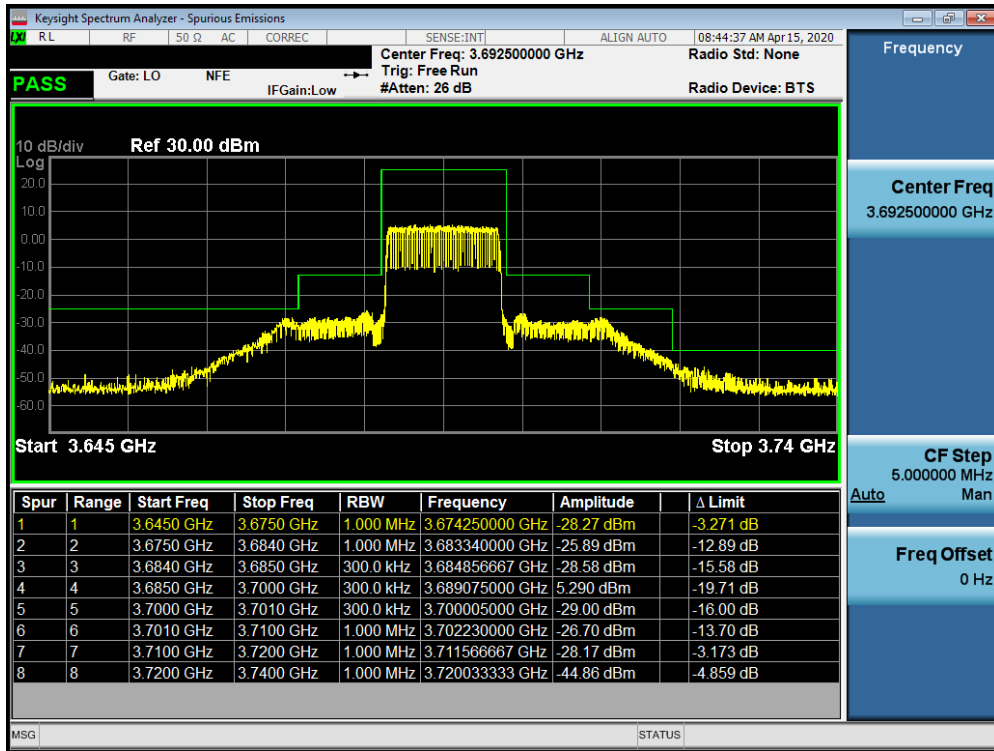 Keysight Spectrum Analyzer - Spurious Emissions
LXI RL RF 50 Ω AC CORREC SENSE:INT ALIGN AUTO 08:44:37 AM Apr 15, 2020
Center Freq: 3.692500000 GHz Radio Std: None
PASS Gate: LO NFE Trig: Free Run
IFGain:Low #Atten: 26 dB Radio Device: BTS
Frequency
10 dB/div Ref 30.00 dBm
Log
20.0
10.0
0.00
-10.0
-20.0
-30.0
-40.0
-50.0
-60.0
Start 3.645 GHz Stop 3.74 GHz
Center Freq
3.692500000 GHz
CF Step
5.000000 MHz
Auto Man
Freq Offset
0 Hz
Spur Range Start Freq Stop Freq RBW Frequency Amplitude Δ Limit
1 1 3.6450 GHz 3.6750 GHz 1.000 MHz 3.674250000 GHz -28.27 dBm -3.271 dB
2 2 3.6750 GHz 3.6840 GHz 1.000 MHz 3.683340000 GHz -25.89 dBm -12.89 dB
3 3 3.6840 GHz 3.6850 GHz 300.0 kHz 3.684856667 GHz -28.58 dBm -15.58 dB
4 4 3.6850 GHz 3.7000 GHz 300.0 kHz 3.689075000 GHz 5.290 dBm -19.71 dB
5 5 3.7000 GHz 3.7010 GHz 300.0 kHz 3.700005000 GHz -29.00 dBm -16.00 dB
6 6 3.7010 GHz 3.7100 GHz 1.000 MHz 3.702230000 GHz -26.70 dBm -13.70 dB
7 7 3.7100 GHz 3.7200 GHz 1.000 MHz 3.711566667 GHz -28.17 dBm -3.173 dB
8 8 3.7200 GHz 3.7400 GHz 1.000 MHz 3.720033333 GHz -44.86 dBm -4.859 dB
MSG STATUS